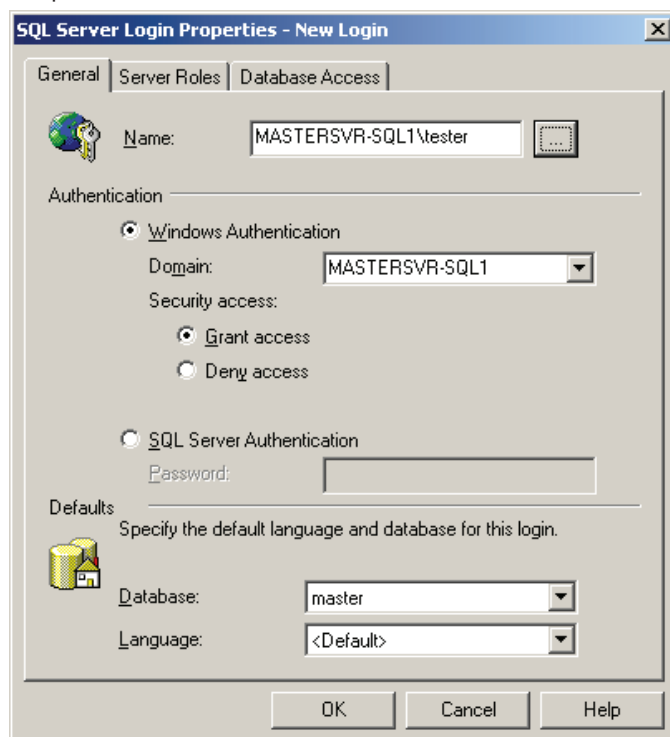 SQL Server Login Properties - New Login
General Server Roles Database Access
Name: MASTERSVR-SQL1\tester ...
Authentication
Windows Authentication
Domain: MASTERSVR-SQL1
Security access:
Grant access
Deny access
SQL Server Authentication
Password:
Defaults
Specify the default language and database for this login.
Database: master
Language: <Default>
OK Cancel Help